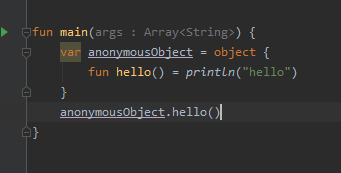 fun main(args : Array<String>) {
    var anonymousObject = object {
        fun hello() = println("hello")
    }
    anonymousObject.hello()
}